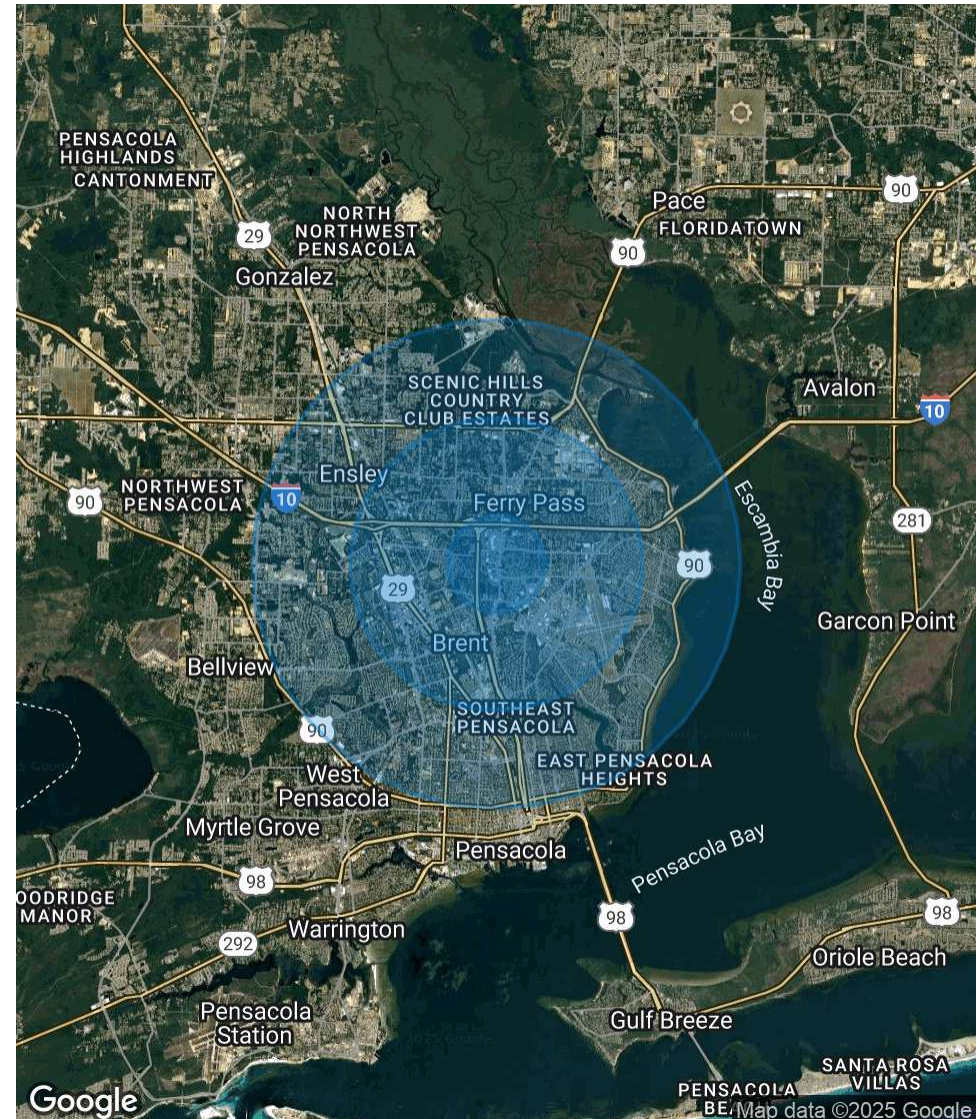 PENSACOLA
HIGHLANDS
CANTONMENT
90
Pace
NORTH
NORTHWEST
PENSACOLA
FLORIDATOWN
29
90
Gonzalez
SCENIC HILLS
COUNTRY
CLUB ESTATES
Avalon
10
Ensley
NORTHWEST
PENSACOLA
90
10
Ferry Pass
Escambia Bay
281
90
29
Garcon Point
Brent
Bellview
SOUTHEAST
PENSACOLA
90
EAST PENSACOLA
HEIGHTS
West
Pensacola
Myrtle Grove
Pensacola
Pensacola Bay
98
OODRIDGE
MANOR
98
98
Warrington
292
Oriole Beach
Pensacola
Station
Gulf Breeze
SANTA ROSA
VILLAS
PENSACOLA
Google
Map data ©2025 Google